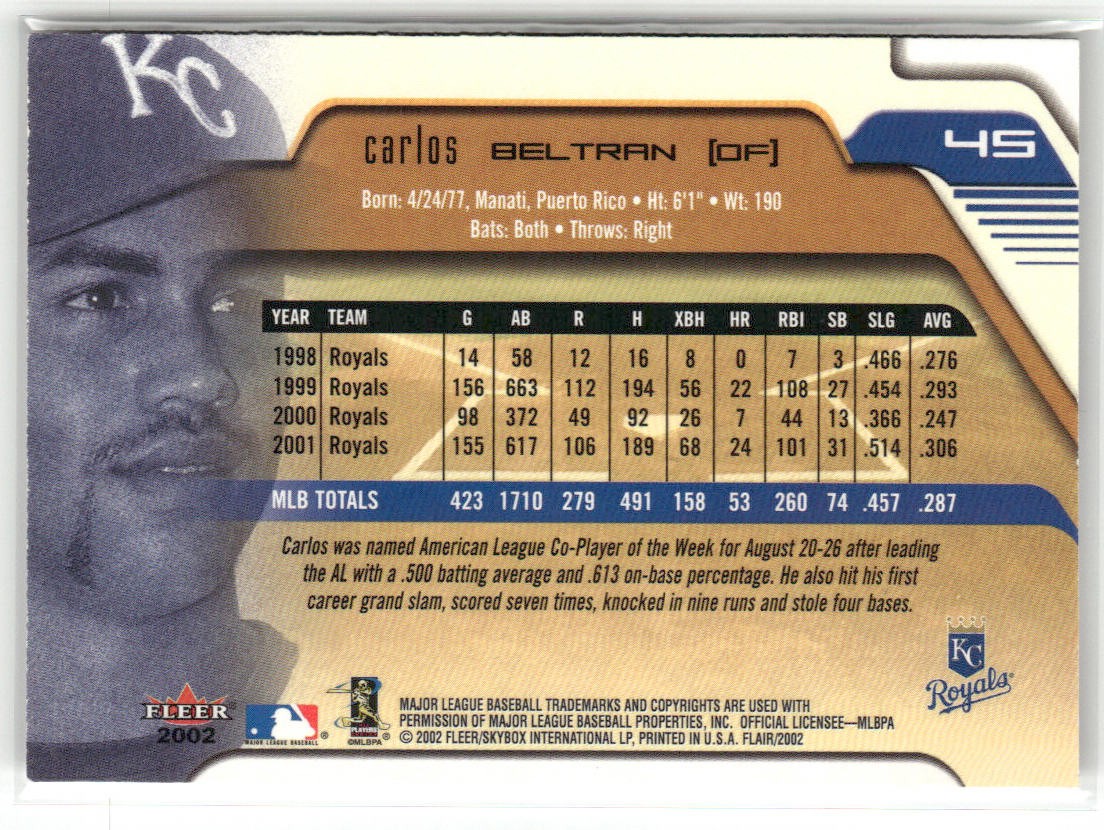 KC
45
carlos BELTRAN [OF]
Born: 4/24/77, Manati, Puerto Rico • Ht: 6'1" • Wt: 190
Bats: Both • Throws: Right
YEAR TEAM G AB R H XBH HR RBI SB SLG AVG
1998 Royals 14 58 12 16 8 0 7 3 .466 .276
1999 Royals 156 663 112 194 56 22 108 27 .454 .293
2000 Royals 98 372 49 92 26 7 44 13 .366 .247
2001 Royals 155 617 106 189 68 24 101 31 .514 .306
MLB TOTALS 423 1710 279 491 158 53 260 74 .457 .287
Carlos was named American League Co-Player of the Week for August 20-26 after leading
the AL with a .500 batting average and .613 on-base percentage. He also hit his first
career grand slam, scored seven times, knocked in nine runs and stole four bases.
KC
Royals®
FLEER®
2002
MAJOR LEAGUE BASEBALL ®
PLAYERS
©MLBPA
®
MAJOR LEAGUE BASEBALL TRADEMARKS AND COPYRIGHTS ARE USED WITH
PERMISSION OF MAJOR LEAGUE BASEBALL PROPERTIES, INC. OFFICIAL LICENSEE—MLBPA
© 2002 FLEER/SKYBOX INTERNATIONAL LP, PRINTED IN U.S.A. FLAIR/2002